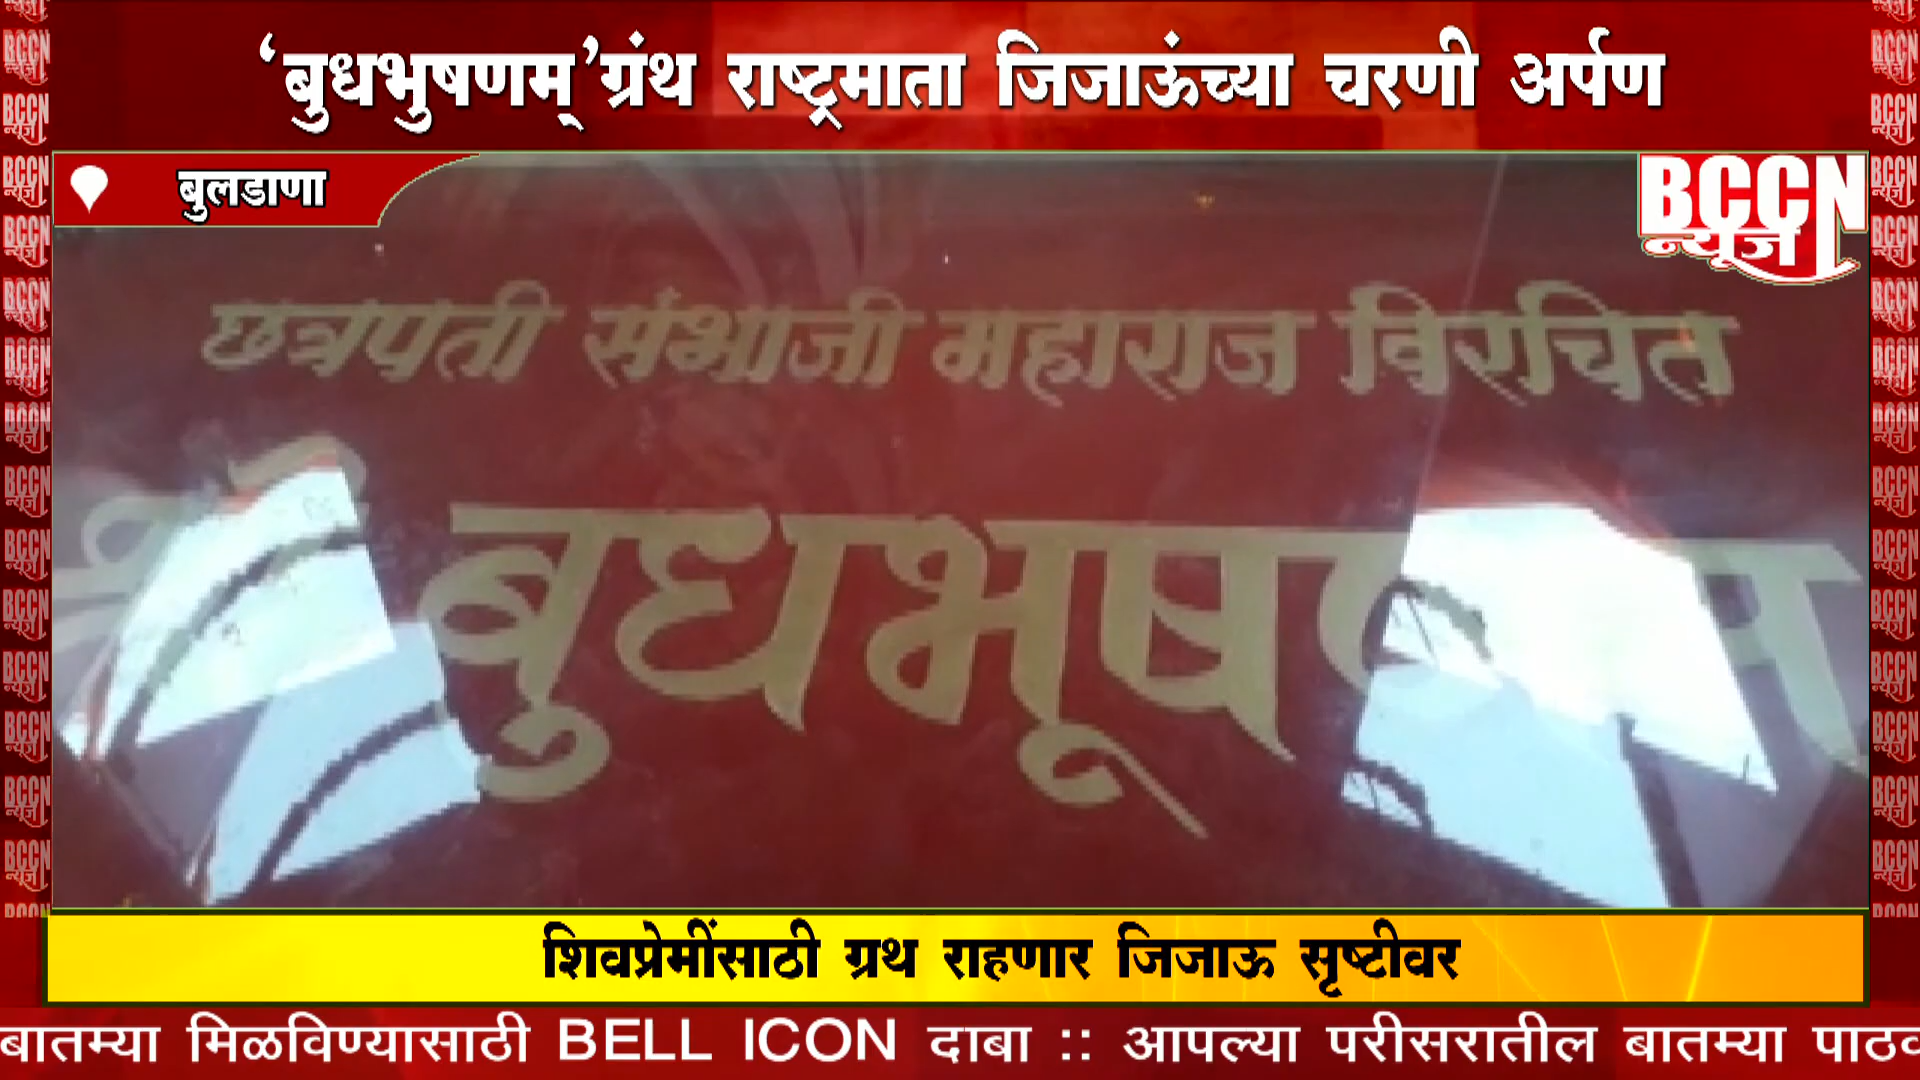 ‘बुधभुषणम्’ग्रंथ राष्ट्रमाता जिजाऊंच्या चरणी अर्पण
बुलडाणा
BCCN
न्यूज
छत्रपती संभाजी महाराज विरचित
बुधभूषणम
शिवप्रेमींसाठी ग्रथ राहणार जिजाऊ सृष्टीवर
बातम्या मिळविण्यासाठी BELL ICON दाबा :: आपल्या परीसरातील बातम्या पाठव